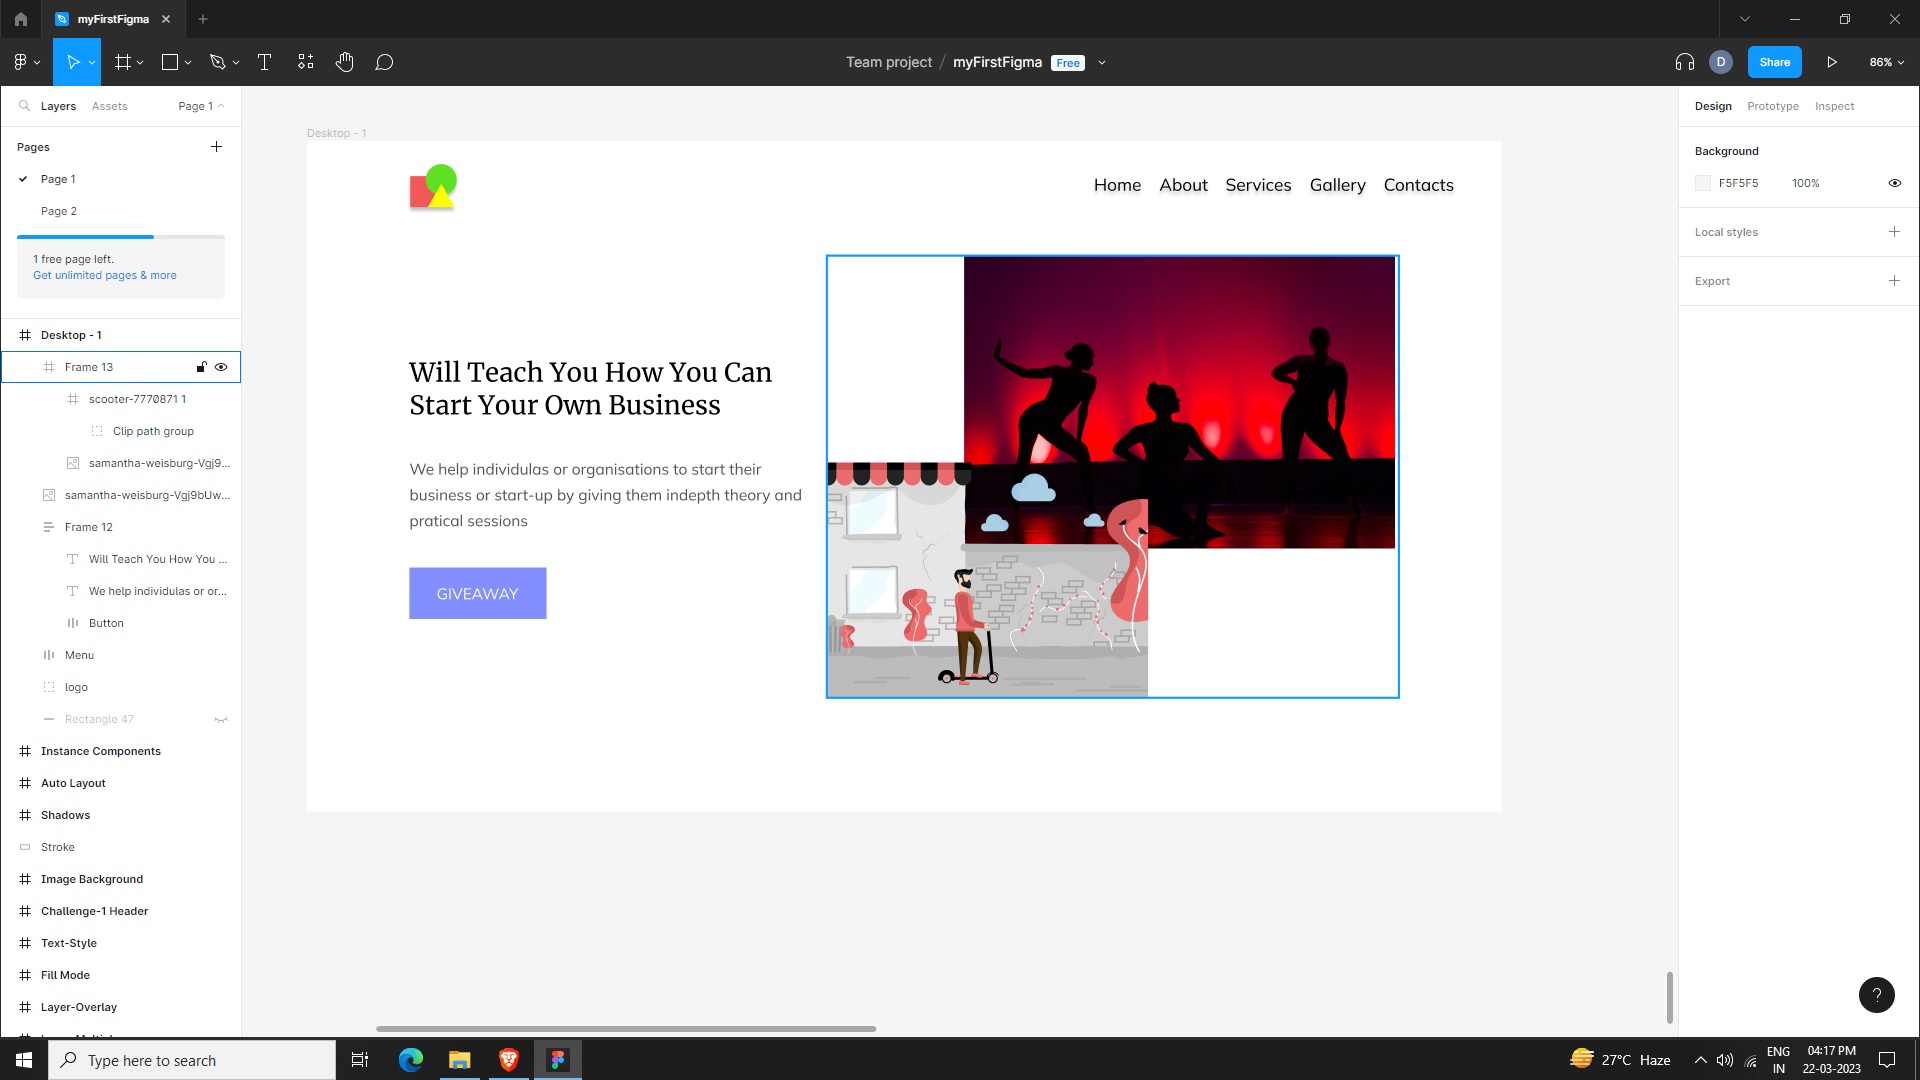 myFirstFigma
Team project / myFirstFigma Free
D
Share
86%
Layers Assets Page 1
Pages
Page 1
Page 2
1 free page left.
Get unlimited pages & more
Desktop - 1
Frame 13
scooter-7770871 1
Clip path group
samantha-weisburg-Vgj9...
samantha-weisburg-Vgj9bUw...
Frame 12
Will Teach You How You ...
We help individulas or or...
Button
Menu
logo
Rectangle 47
Instance Components
Auto Layout
Shadows
Stroke
Image Background
Challenge-1 Header
Text-Style
Fill Mode
Layer-Overlay
Desktop - 1
Home About Services Gallery Contacts
Will Teach You How You Can
Start Your Own Business
We help individulas or organisations to start their
business or start-up by giving them indepth theory and
pratical sessions
GIVEAWAY
Design Prototype Inspect
Background
F5F5F5 100%
Local styles
Export
?
Type here to search
27°C Haze
ENG
IN
04:17 PM
22-03-2023